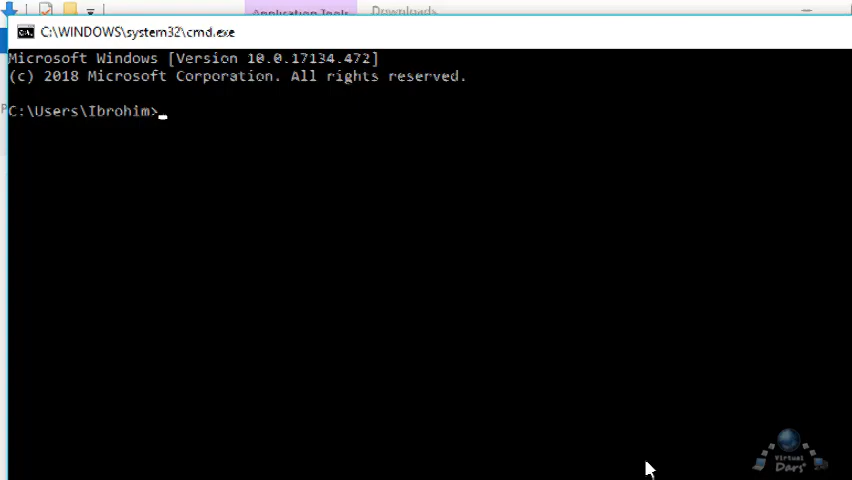 Application Tools
Downloads
C:\WINDOWS\system32\cmd.exe
Microsoft Windows [Version 10.0.17134.472]
(c) 2018 Microsoft Corporation. All rights reserved.
C:\Users\Ibrohim>
Virtual
Dars